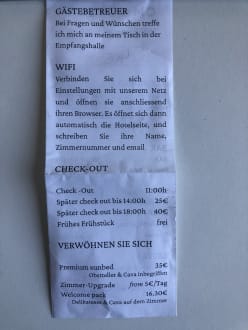 GÄSTEBETREUER
Bei Fragen und Wünschen treffe
ich mich an meinem Tisch in der
Empfangshalle
WIFI
Verbinden Sie sich bei
Einstellungen mit unserem Netz
und öffnen sie anschliessend
ihren Browser. Es öffnet sich dann
automatisch die Hotelseite, und
schreiben Sie ihre Name,
Zimmernummer und email
CHECK-OUT
Check -Out 11:00h
Später check out bis 14:00h 25€
Später check out bis 18:00h 40€
Frühes Frühstück frei
VERWÖHNEN SIE SICH
Premium sunbed 35€
Obstteller & Cava inbegriffen
Zimmer-Upgrade from 5€/Tag
Welcome pack 16.30€
Delikatessen & Cava auf dem Zimmer